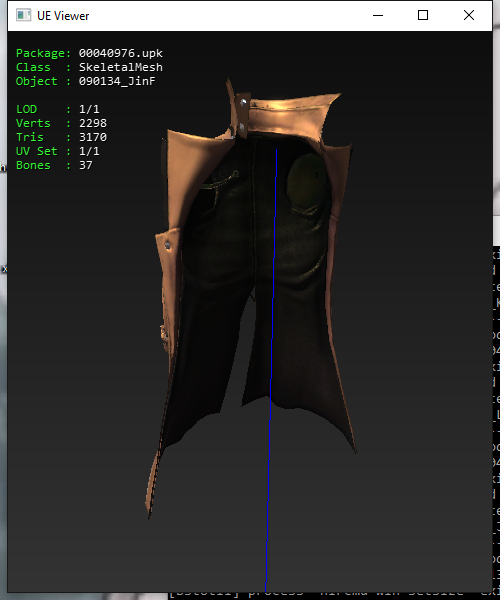 UE Viewer
Package: 00040976.upk
Class : SkeletalMesh
Object : 090134_JinF
LOD : 1/1
Verts : 2298
Tris : 3170
UV Set : 1/1
Bones : 37